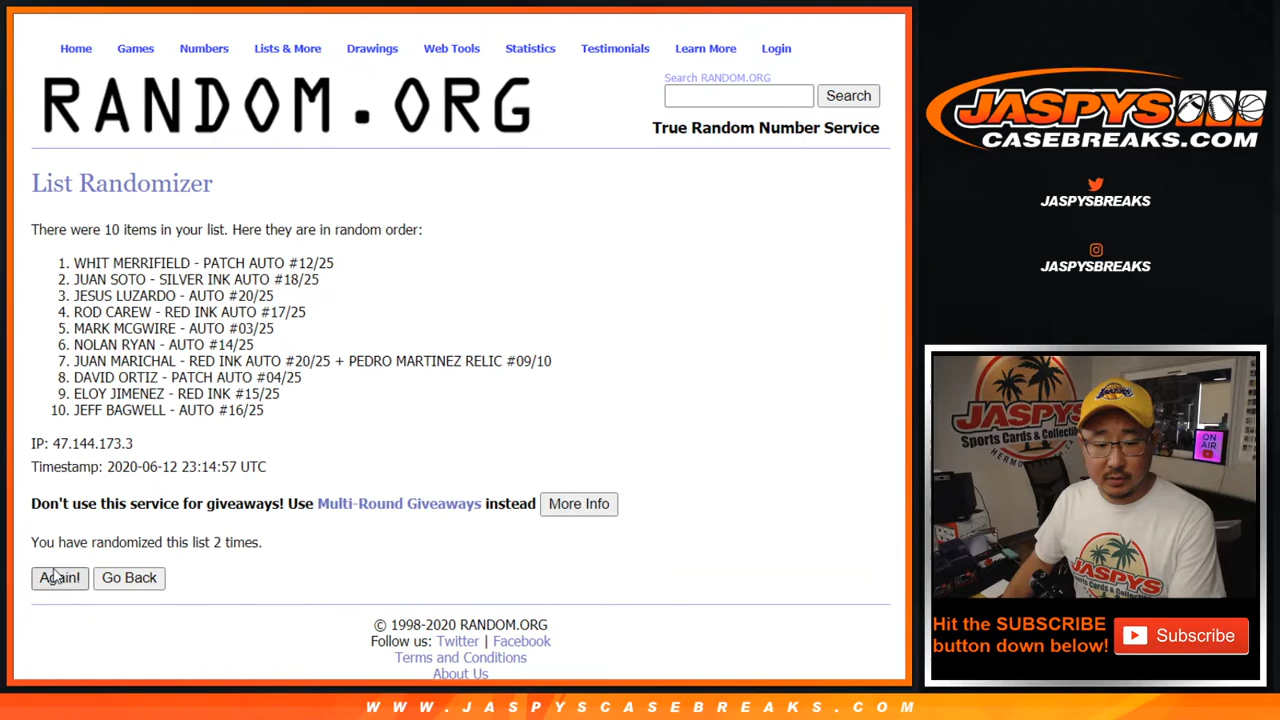 Home Games Numbers Lists & More Drawings Web Tools Statistics Testimonials Learn More Login
RANDOM.ORG
Search RANDOM.ORG
Search
True Random Number Service
List Randomizer
There were 10 items in your list. Here they are in random order:
1. WHIT MERRIFIELD - PATCH AUTO #12/25
2. JUAN SOTO - SILVER INK AUTO #18/25
3. JESUS LUZARDO - AUTO #20/25
4. ROD CAREW - RED INK AUTO #17/25
5. MARK MCGWIRE - AUTO #03/25
6. NOLAN RYAN - AUTO #14/25
7. JUAN MARICHAL - RED INK AUTO #20/25 + PEDRO MARTINEZ RELIC #09/10
8. DAVID ORTIZ - PATCH AUTO #04/25
9. ELOY JIMENEZ - RED INK #15/25
10. JEFF BAGWELL - AUTO #16/25
IP: 47.144.173.3
Timestamp: 2020-06-12 23:14:57 UTC
Don't use this service for giveaways! Use Multi-Round Giveaways instead More Info
You have randomized this list 2 times.
Again! Go Back
© 1998-2020 RANDOM.ORG
Follow us: Twitter | Facebook
Terms and Conditions
About Us
JASPYS
CASEBREAKS.COM
JASPYSBREAKS
JASPYSBREAKS
JASPYS
Sports Cards & Collectibles
ON
AIR
JASPYS
Hit the SUBSCRIBE
button down below!
Subscribe
WWW.JASPYSCASEBREAKS.COM